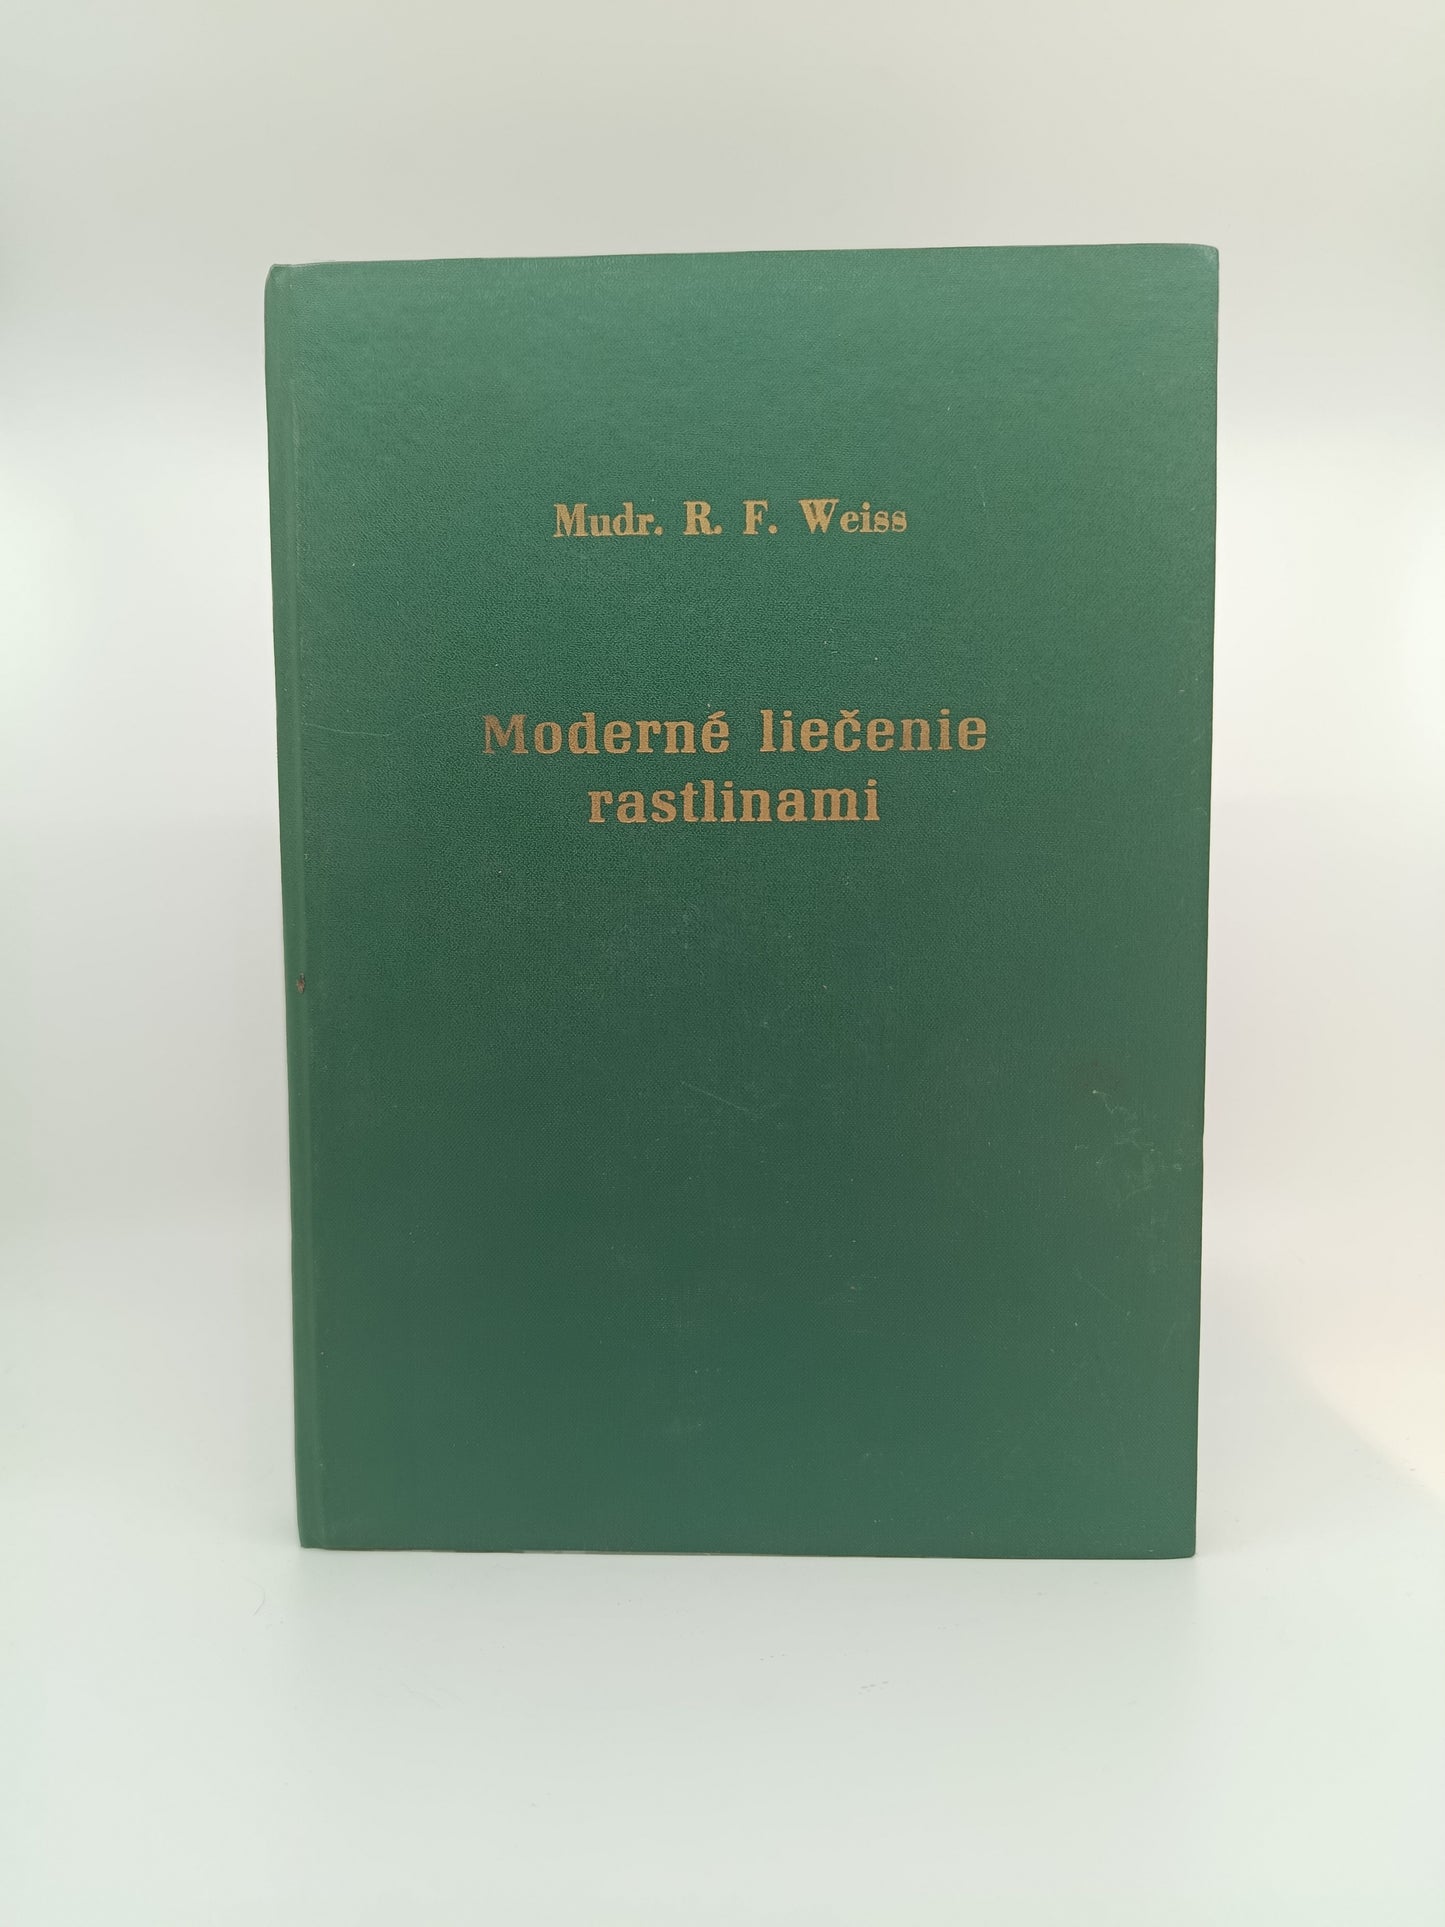 Mudr. R. F. Weiss
Moderné liečenie
rastlinami